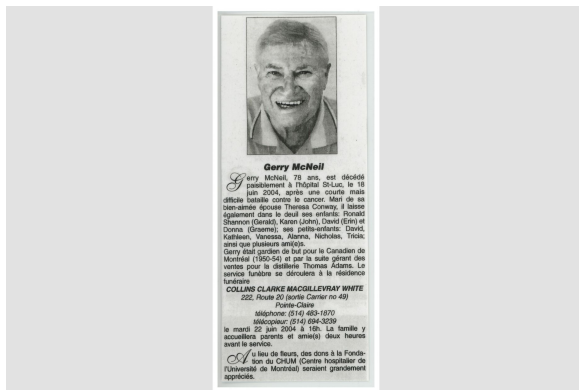 Gerry McNeil
Gerry McNeil, 78 ans, est décédé
paisiblement à l'hôpital St-Luc, le 18
juin 2004, après une courte mais
difficile bataille contre le cancer. Mari de sa
bien-aimée épouse Theresa Conway, il laisse
également dans le deuil ses enfants: Ronald
Shannon (Gerald), Karen (John), David (Erin) et
Donna (Graeme); ses petits-enfants: David,
Kathleen, Vanessa, Alanna, Nicholas, Tricia;
ainsi que plusieurs ami(e)s.
Gerry était gardien de but pour le Canadien de
Montréal (1950-54) et par la suite gérant des
ventes pour la distillerie Thomas Adams. Le
service funèbre se déroulera à la résidence
funéraire
COLLINS CLARKE MACGILLEVRAY WHITE
222, Route 20 (sortie Carrier no 49)
Pointe-Claire
téléphone: (514) 483-1870
télécopieur: (514) 694-3239
le mardi 22 juin 2004 à 16h. La famille y
accueillera parents et amie(s) deux heures
avant le service.
Au lieu de fleurs, des dons à la Fonda-
tion du CHUM (Centre hospitalier de
l'Université de Montréal) seraient grandement
appréciés.